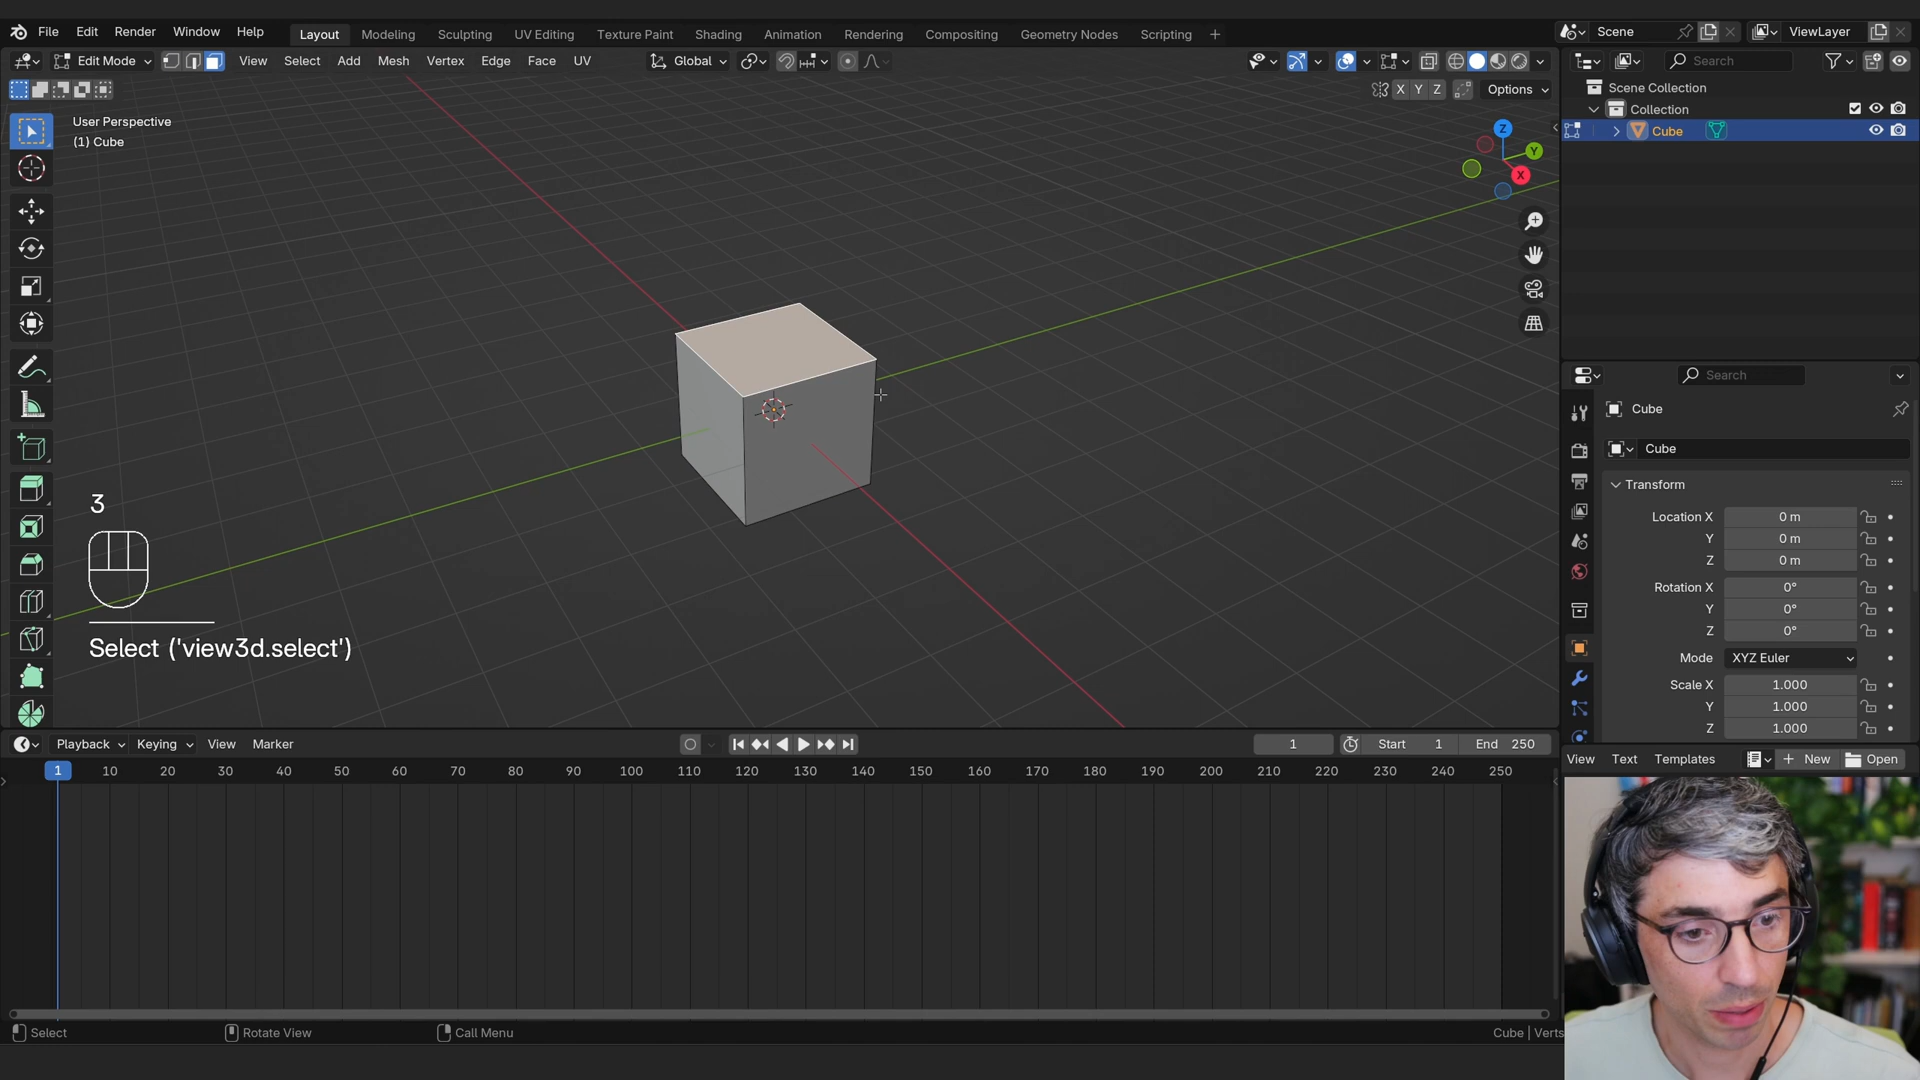 File Edit Render Window Help Layout Modeling Sculpting UV Editing Texture Paint Shading Animation Rendering Compositing Geometry Nodes Scripting + Scene ViewLayer
Edit Mode View Select Add Mesh Vertex Edge Face UV Global Search
X Y Z Options
Scene Collection
Collection
Cube
User Perspective
(1) Cube
Z
Y
X
Search
Cube
Cube
Transform
Location X 0 m
Y 0 m
Z 0 m
Rotation X 0°
Y 0°
Z 0°
Mode XYZ Euler
Scale X 1.000
Y 1.000
Z 1.000
3
Select ('view3d.select')
Playback Keying View Marker 1 Start 1 End 250
View Text Templates New Open
1 10 20 30 40 50 60 70 80 90 100 110 120 130 140 150 160 170 180 190 200 210 220 230 240 250
Select Rotate View Call Menu Cube | Verts